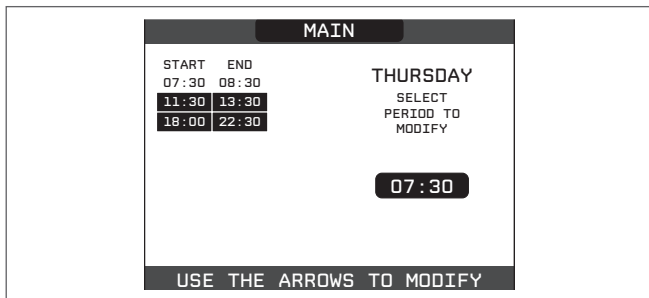 MAIN
START END
07:30 08:30
11:30 13:30
18:00 22:30
THURSDAY
SELECT
PERIOD TO
MODIFY
07:30
USE THE ARROWS TO MODIFY